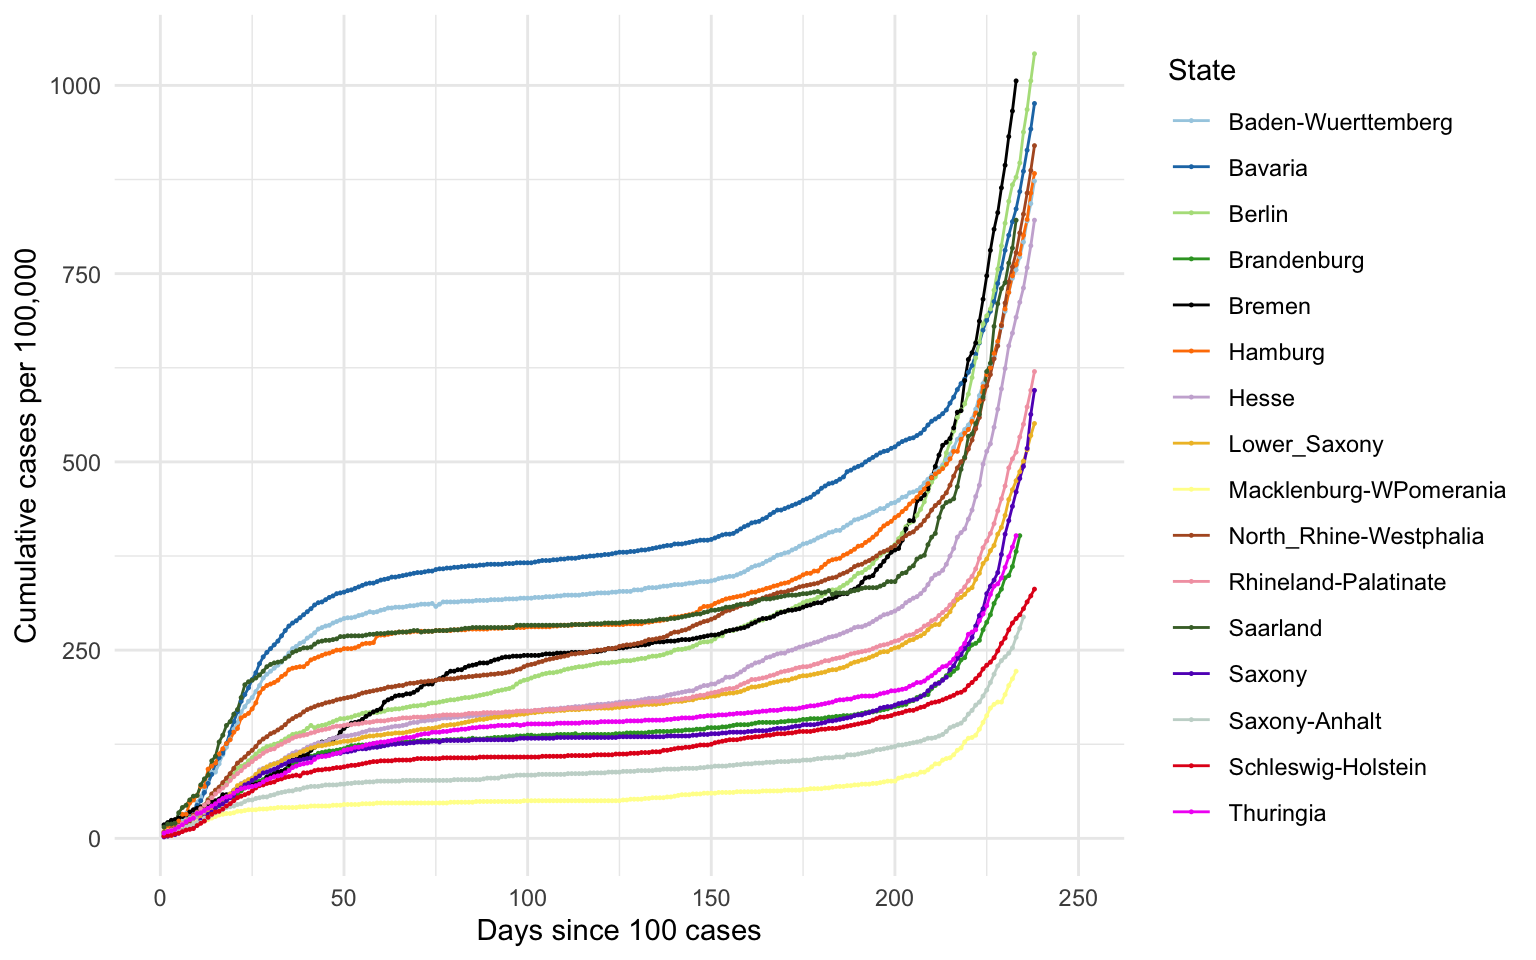 Cumulative cases per 100,000
1000
750
500
250
0
0 50 100 150 200 250
Days since 100 cases
State
Baden-Wuerttemberg
Bavaria
Berlin
Brandenburg
Bremen
Hamburg
Hesse
Lower_Saxony
Macklenburg-WPomerania
North_Rhine-Westphalia
Rhineland-Palatinate
Saarland
Saxony
Saxony-Anhalt
Schleswig-Holstein
Thuringia